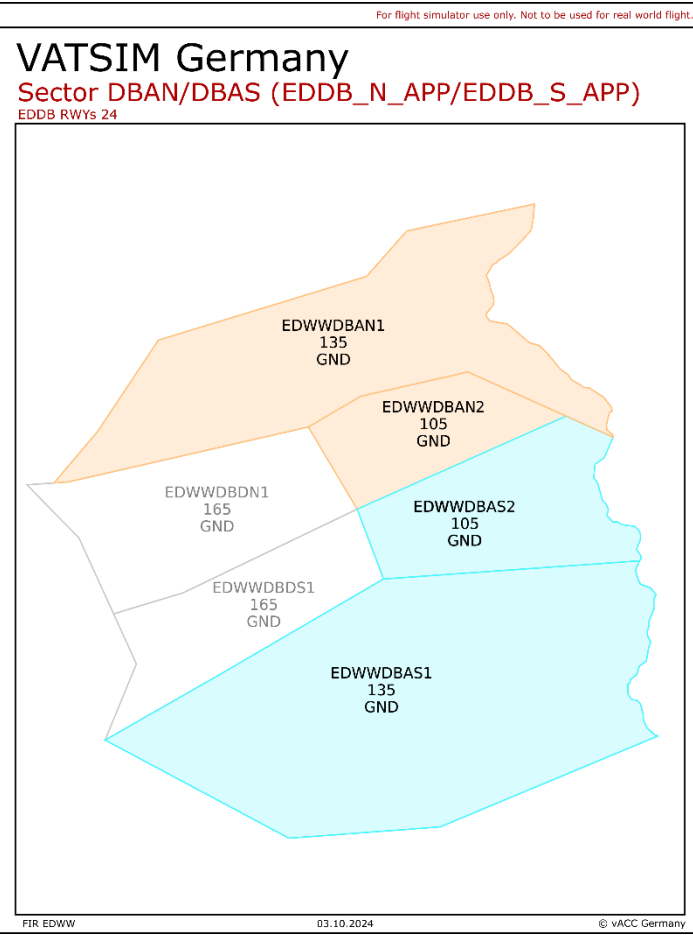 For flight simulator use only. Not to be used for real world flight.
VATSIM Germany
Sector DBAN/DBAS (EDDB_N_APP/EDDB_S_APP)
EDDB RWYs 24
EDWWDBAN1
135
GND
EDWWDBAN2
105
GND
EDWWDBDN1
165
GND
EDWWDBAS2
105
GND
EDWWDBDS1
165
GND
EDWWDBAS1
135
GND
FIR EDWW
03.10.2024
© vACC Germany